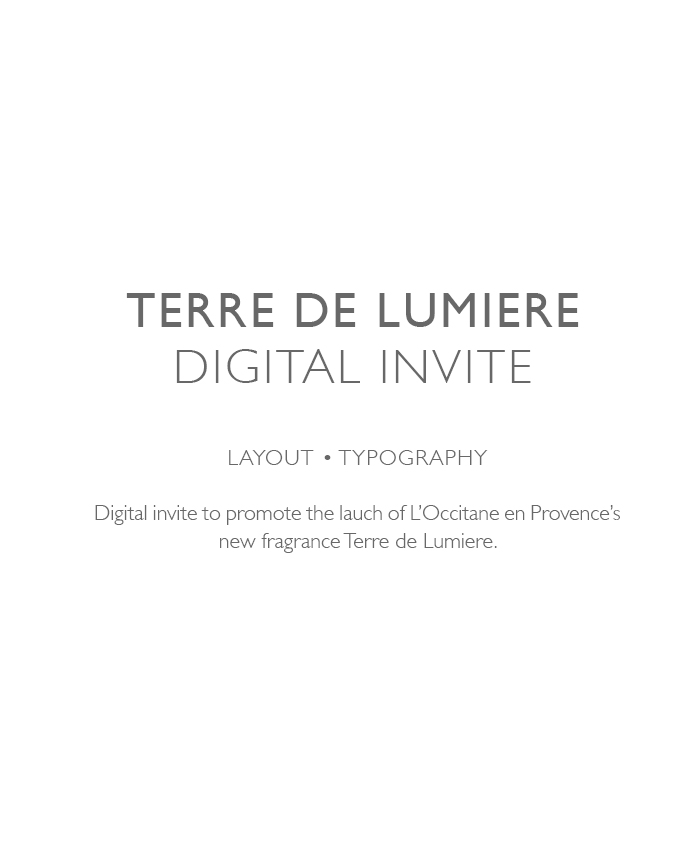 TERRE DE LUMIERE
DIGITAL INVITE
LAYOUT • TYPOGRAPHY
Digital invite to promote the lauch of L'Occitane en Provence's
new fragrance Terre de Lumiere.